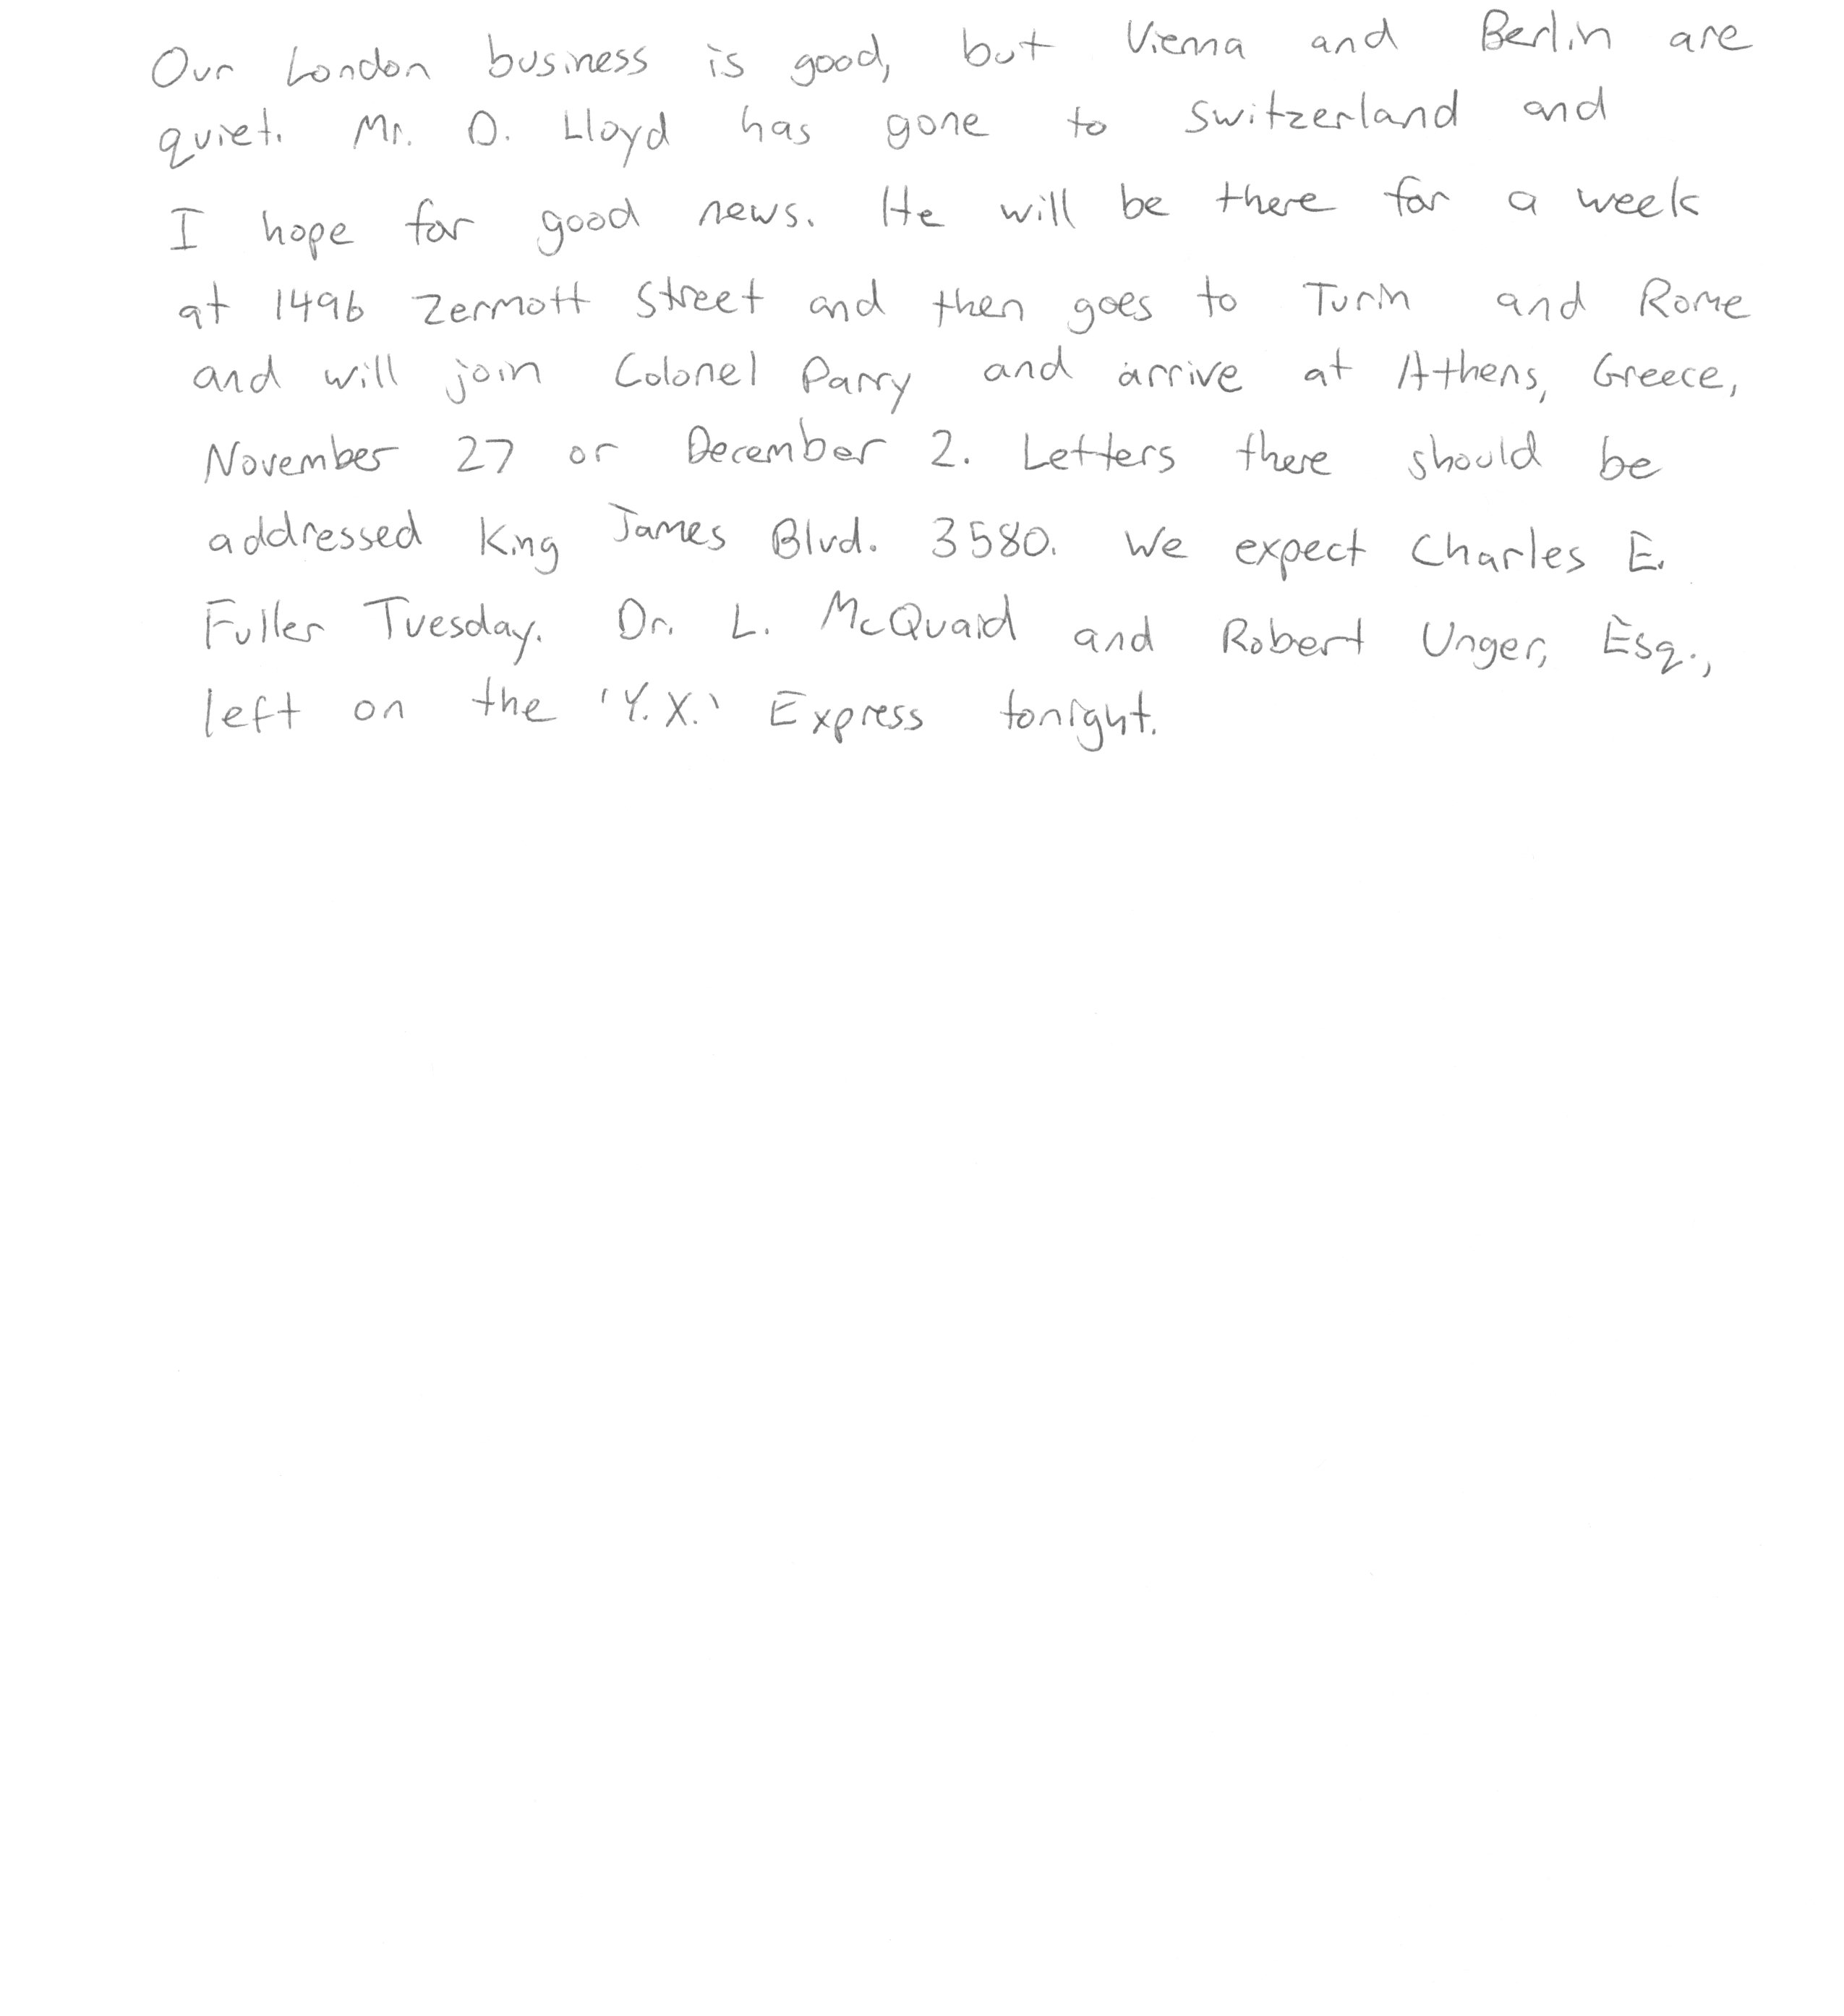 Our London business is good, but Vienna and Berlin are
quiet. Mr. D. Lloyd has gone to Switzerland and
I hope for good news. He will be there for a week
at 1496 Zermott Street and then goes to Turin and Rome
and will join Colonel Parry and arrive at Athens, Greece,
November 27 or December 2. Letters there should be
addressed King James Blvd. 3580. We expect Charles E.
Fuller Tuesday. Dr. L. McQuaid and Robert Unger, Esq.,
left on the 'Y.X.' Express tonight.